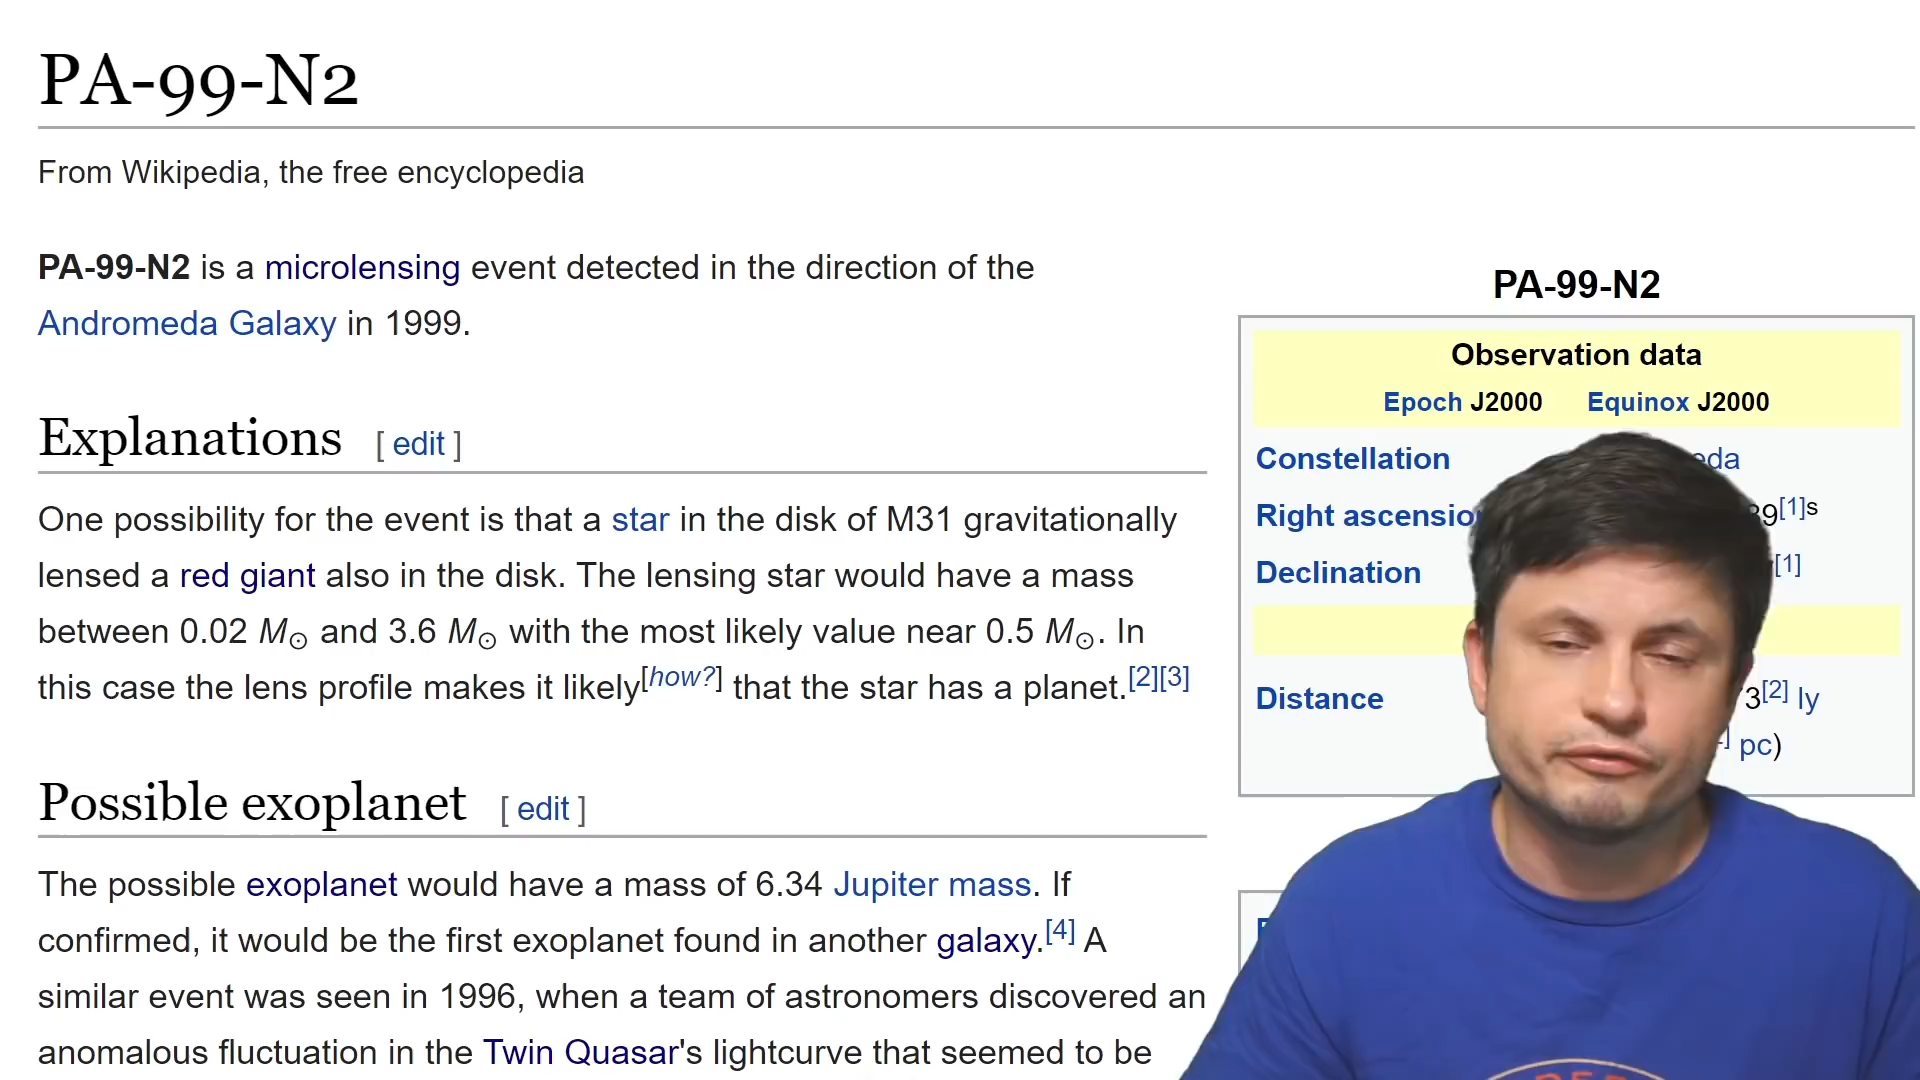 PA-99-N2
From Wikipedia, the free encyclopedia
PA-99-N2 is a microlensing event detected in the direction of the
Andromeda Galaxy in 1999.
Explanations [ edit ]
One possibility for the event is that a star in the disk of M31 gravitationally
lensed a red giant also in the disk. The lensing star would have a mass
between 0.02 M☉ and 3.6 M☉ with the most likely value near 0.5 M☉. In
this case the lens profile makes it likely[how?] that the star has a planet.[2][3]
Possible exoplanet [ edit ]
The possible exoplanet would have a mass of 6.34 Jupiter mass. If
confirmed, it would be the first exoplanet found in another galaxy.[4] A
similar event was seen in 1996, when a team of astronomers discovered an
anomalous fluctuation in the Twin Quasar's lightcurve that seemed to be
PA-99-N2
Observation data
Epoch J2000 Equinox J2000
Constellation
Right ascensio
Declination [1]
Distance 3[2] ly
pc)